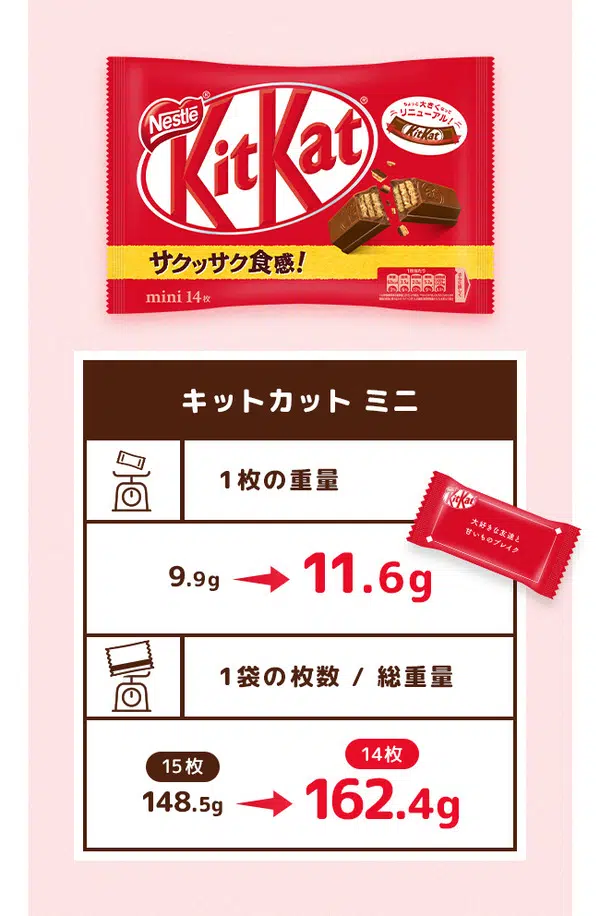 Nestlé
KitKat
ちょっと大きくなって
リニューアル!
KitKat
サクッサク食感!
mini 14枚
キットカット ミニ
1枚の重量
KitKat
大好きな友達と
甘いものブレイク
9.9g → 11.6g
1袋の枚数 / 総重量
15枚 14枚
148.5g → 162.4g